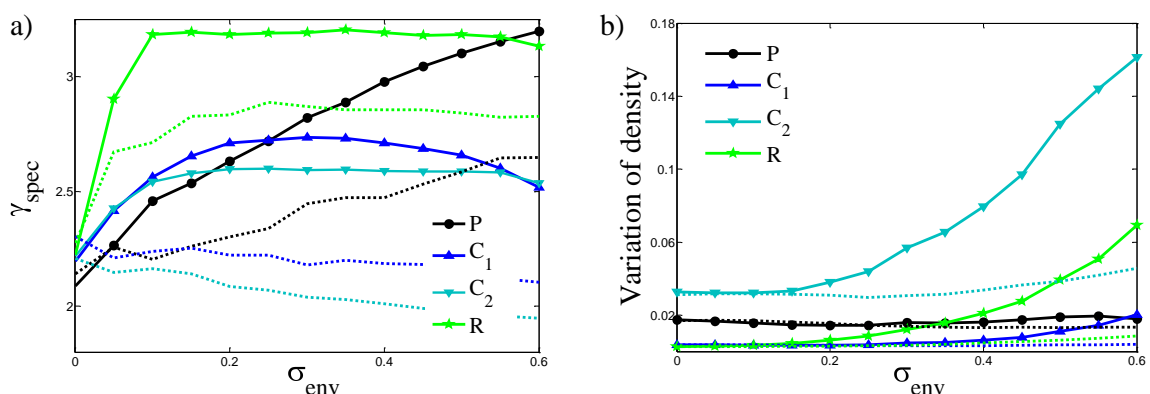 a)
γspec
3
2.5
2
0
0.2
0.4
0.6
σenv
P
C1
C2
R
b)
Variation of density
0.18
0.14
0.1
0.06
0.02
0
0.2
0.4
0.6
σenv
P
C1
C2
R